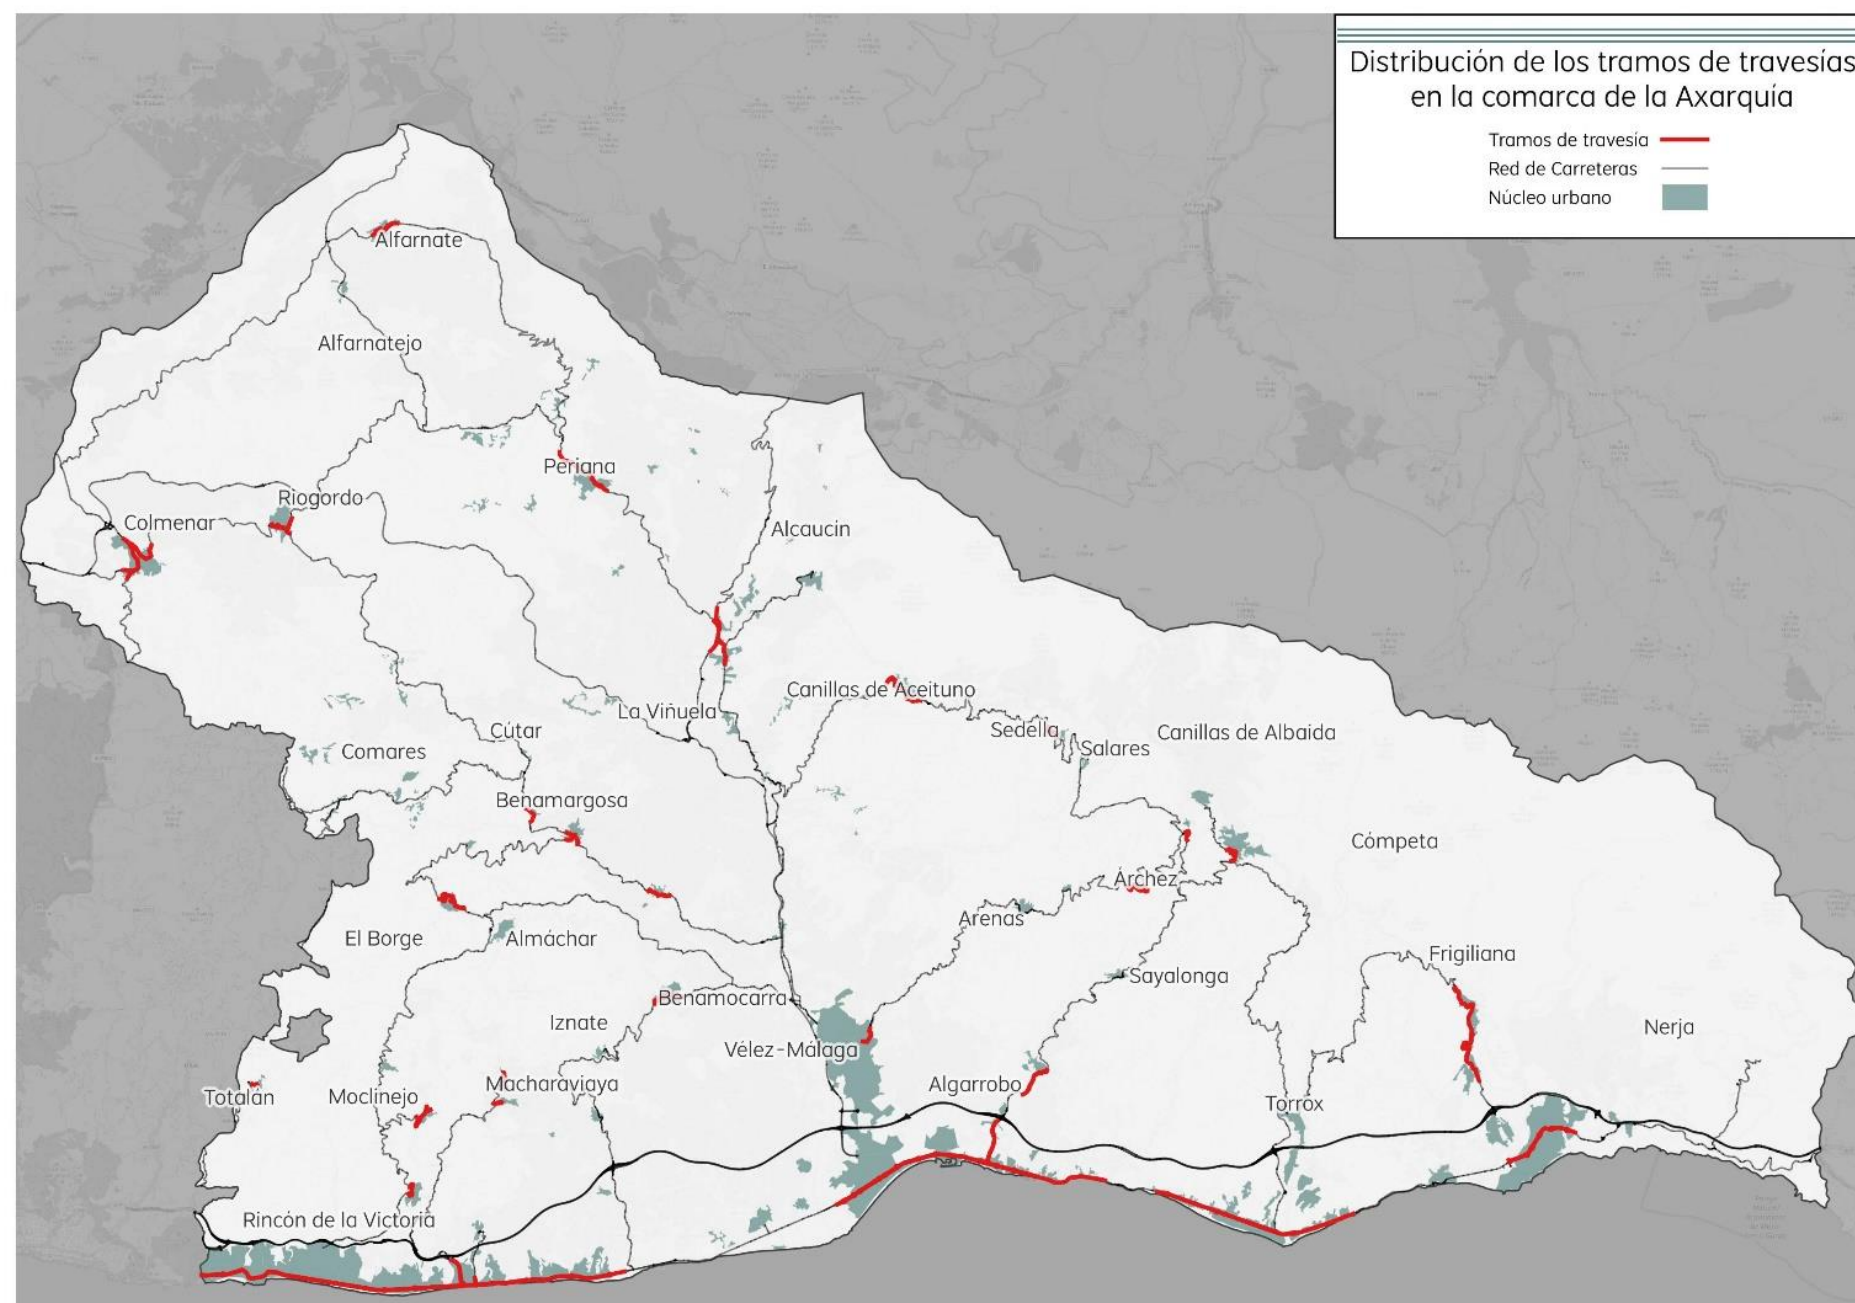 Distribución de los tramos de travesías
en la comarca de la Axarquía
Tramos de travesía
Red de Carreteras
Núcleo urbano
Alfarnate
Alfarnatejo
Periana
Riogordo
Colmenar
Alcaucín
Canillas de Aceituno
La Viñuela
Sedella
Canillas de Albaida
Cútar
Salares
Comares
Benamargosa
Cómpeta
Árchez
Arenas
El Borge
Almáchar
Frigiliana
Sayalonga
Benamocarra
Iznate
Nerja
Vélez-Málaga
Macharaviaya
Algarrobo
Totalán
Moclinejo
Torrox
Rincón de la Victoria